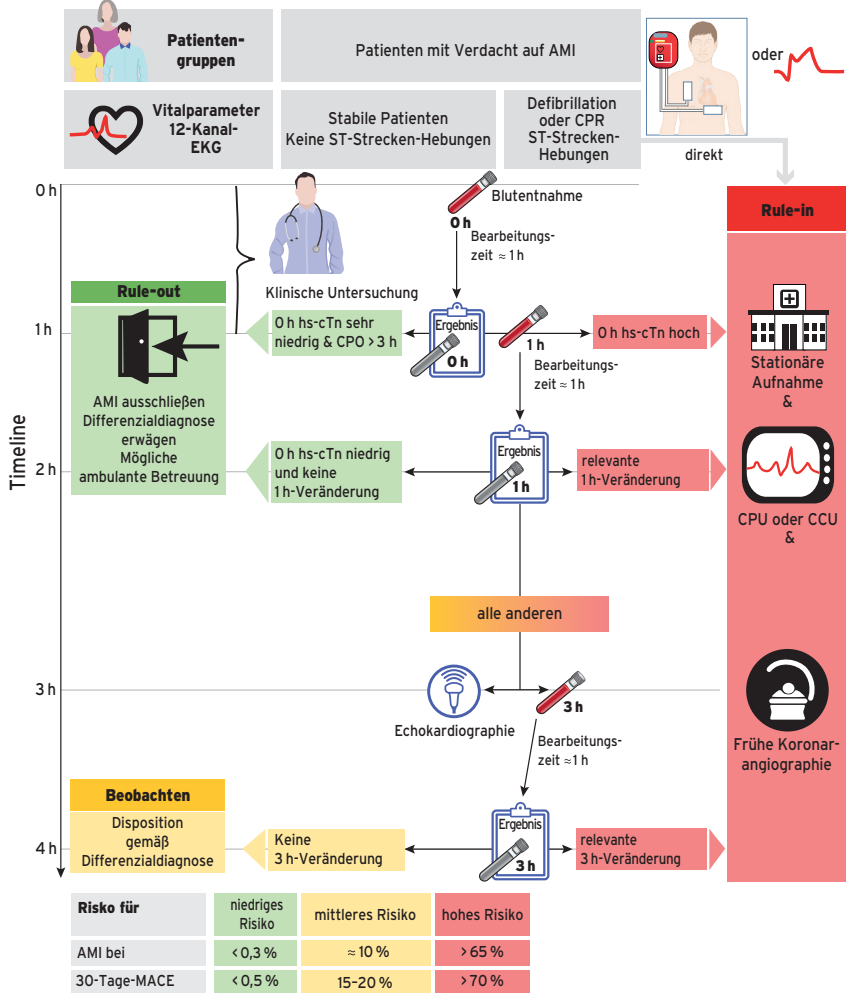 Patienten-
gruppen
Patienten mit Verdacht auf AMI
oder
Vitalparameter
12-Kanal-
EKG
Stabile Patienten
Keine ST-Strecken-Hebungen
Defibrillation
oder CPR
ST-Strecken-
Hebungen
direkt
Timeline
0 h
Blutentnahme
0 h
Bearbeitungs-
zeit ≈ 1 h
Klinische Untersuchung
Rule-in
Rule-out
1 h
0 h hs-cTn sehr
niedrig & CPO > 3 h
Ergebnis
0 h
1 h
0 h hs-cTn hoch
Bearbeitungs-
zeit ≈ 1 h
Stationäre
Aufnahme
&
AMI ausschließen
Differenzialdiagnose
erwägen
Mögliche
ambulante Betreuung
2 h
0 h hs-cTn niedrig
und keine
1 h-Veränderung
Ergebnis
1 h
relevante
1 h-Veränderung
CPU oder CCU
&
alle anderen
3 h
Echokardiographie
3 h
Bearbeitungs-
zeit ≈ 1 h
Frühe Koronar-
angiographie
Beobachten
Disposition
gemäß
Differenzialdiagnose
4 h
Keine
3 h-Veränderung
Ergebnis
3 h
relevante
3 h-Veränderung
Risko für
niedriges
Risiko
mittleres Risiko
hohes Risiko
AMI bei
< 0,3 %
≈ 10 %
> 65 %
30-Tage-MACE
< 0,5 %
15–20 %
> 70 %